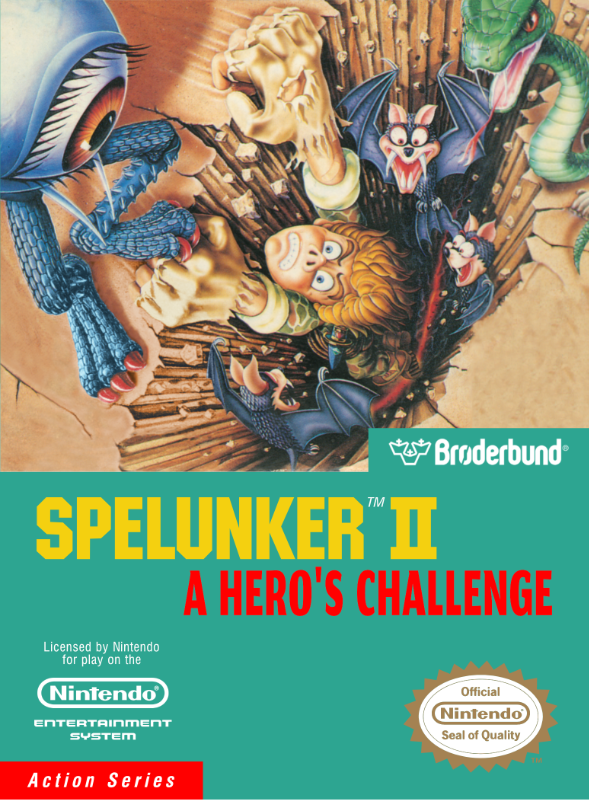 Brøderbund®
SPELUNKER™ II
A HERO'S CHALLENGE
Licensed by Nintendo
for play on the
Nintendo®
ENTERTAINMENT
SYSTEM
Official
Nintendo®
Seal of Quality
TM
Action Series